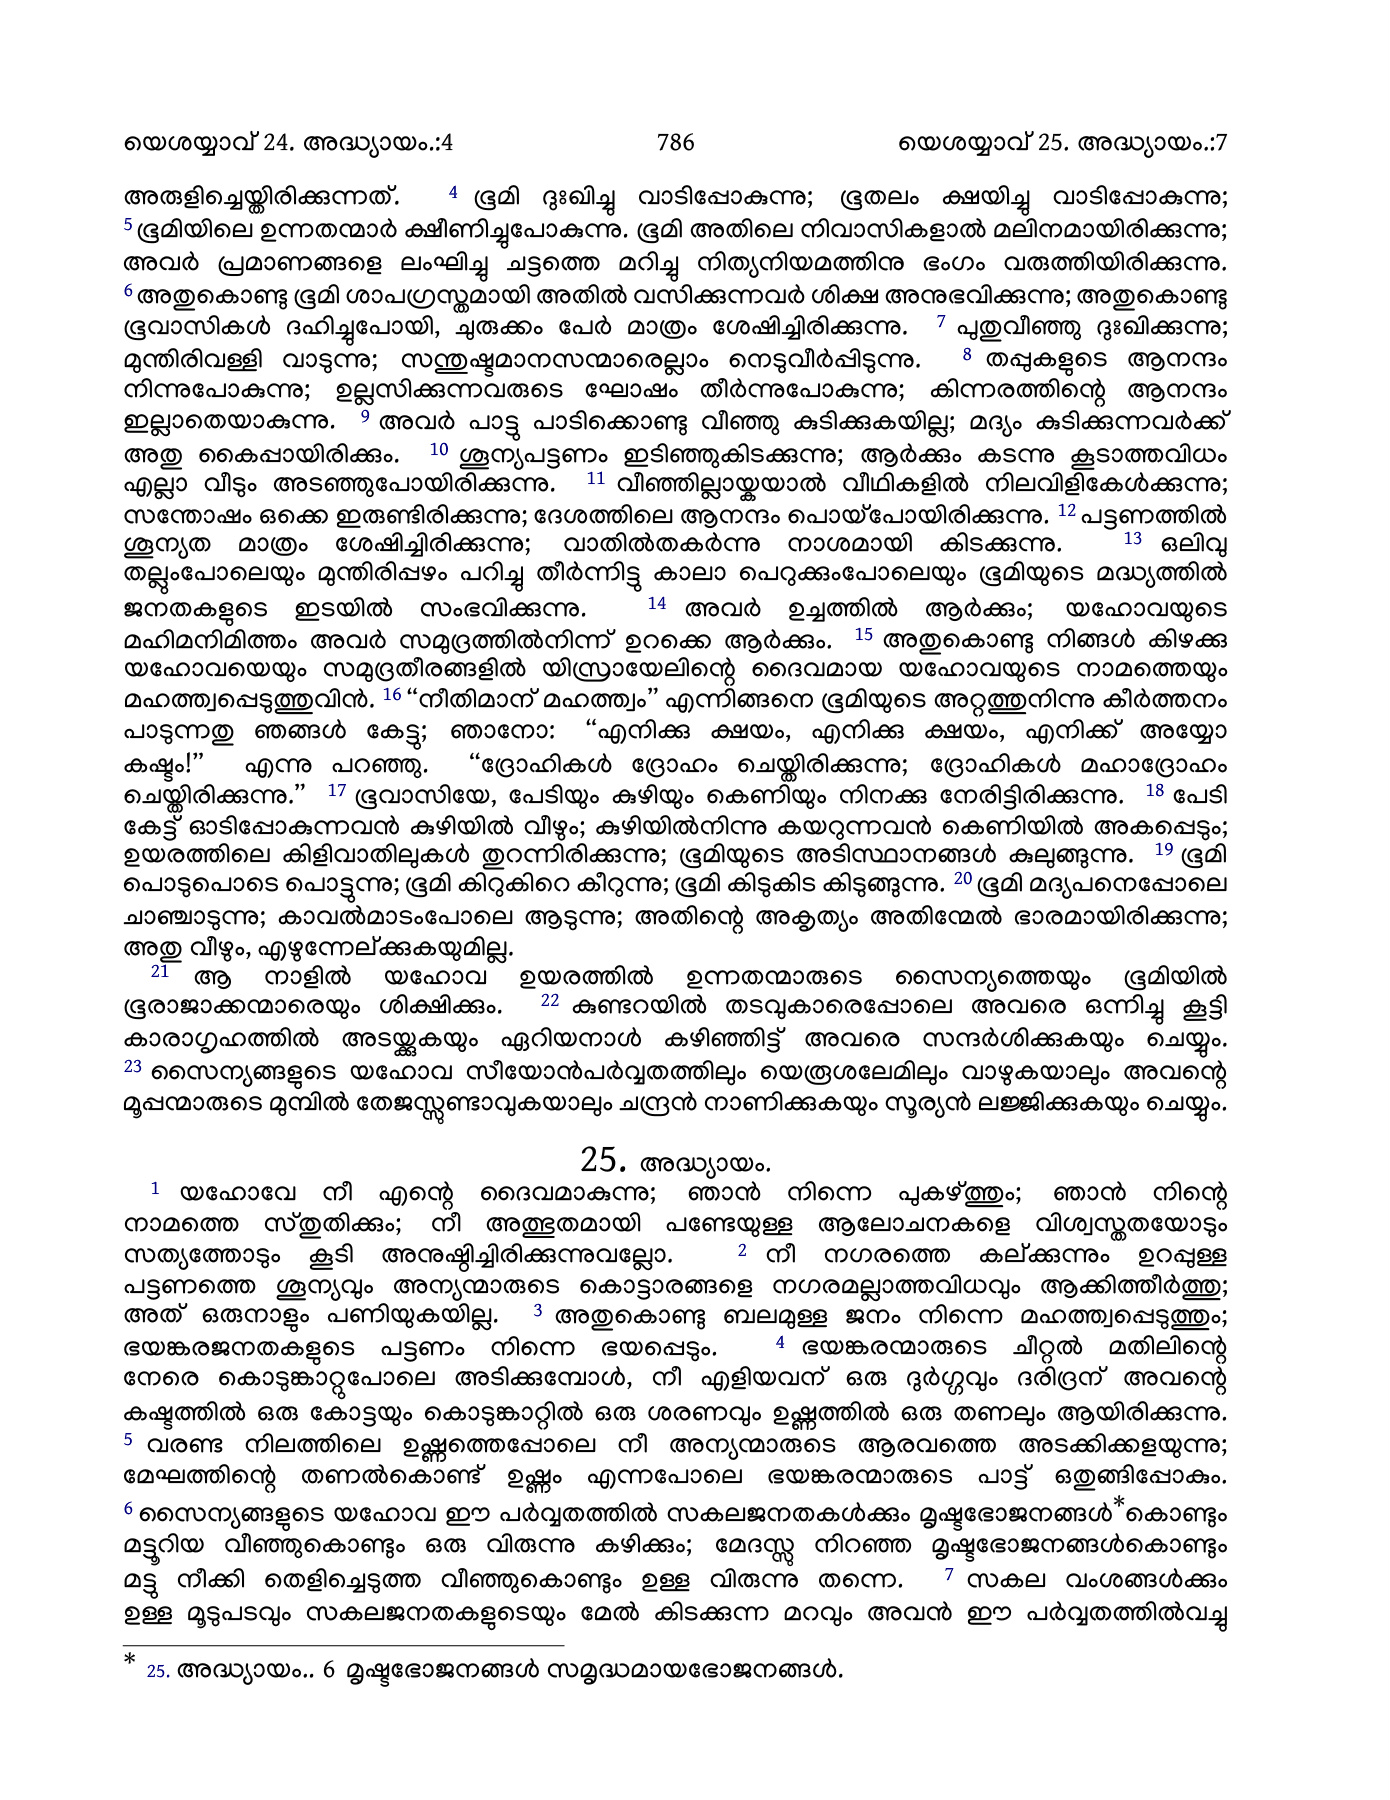 യെശയ്യാവ് 24. അദ്ധ്യായം.:4 786 യെശയ്യാവ് 25. അദ്ധ്യായം.:7
അരുളിച്ചെയ്തിരിക്കുന്നത്. 4 ഭൂമി ദുഃഖിച്ചു വാടിപ്പോകുന്നു; ഭൂതലം ക്ഷയിച്ചു വാടിപ്പോകുന്നു;
5 ഭൂമിയിലെ ഉന്നതന്മാർ ക്ഷീണിച്ചുപോകുന്നു. ഭൂമി അതിലെ നിവാസികളാൽ മലിനമായിരിക്കുന്നു;
അവർ പ്രമാണങ്ങളെ ലംഘിച്ചു ചട്ടത്തെ മറിച്ചു നിത്യനിയമത്തിനു ഭംഗം വരുത്തിയിരിക്കുന്നു.
6 അതുകൊണ്ടു ഭൂമി ശാപഗ്രസ്തമായി അതിൽ വസിക്കുന്നവർ ശിക്ഷ അനുഭവിക്കുന്നു; അതുകൊണ്ടു
ഭൂവാസികൾ ദഹിച്ചുപോയി, ചുരുക്കം പേർ മാത്രം ശേഷിച്ചിരിക്കുന്നു. 7 പുതുവീഞ്ഞു ദുഃഖിക്കുന്നു;
മുന്തിരിവള്ളി വാടുന്നു; സന്തുഷ്ടമാനസന്മാരെല്ലാം നെടുവീർപ്പിടുന്നു. 8 തപ്പുകളുടെ ആനന്ദം
നിന്നുപോകുന്നു; ഉല്ലസിക്കുന്നവരുടെ ഘോഷം തീർന്നുപോകുന്നു; കിന്നരത്തിന്റെ ആനന്ദം
ഇല്ലാതെയാകുന്നു. 9 അവർ പാട്ടു പാടിക്കൊണ്ടു വീഞ്ഞു കുടിക്കുകയില്ല; മദ്യം കുടിക്കുന്നവർക്ക്
അതു കൈപ്പായിരിക്കും. 10 ശൂന്യപട്ടണം ഇടിഞ്ഞുകിടക്കുന്നു; ആർക്കും കടന്നു കൂടാത്തവിധം
എല്ലാ വീടും അടഞ്ഞുപോയിരിക്കുന്നു. 11 വീഞ്ഞില്ലായ്കയാൽ വീഥികളിൽ നിലവിളികേൾക്കുന്നു;
സന്തോഷം ഒക്കെ ഇരുണ്ടിരിക്കുന്നു; ദേശത്തിലെ ആനന്ദം പൊയ്പോയിരിക്കുന്നു. 12 പട്ടണത്തിൽ
ശൂന്യത മാത്രം ശേഷിച്ചിരിക്കുന്നു; വാതിൽതകർന്നു നാശമായി കിടക്കുന്നു. 13 ഒലിവു
തല്ലുംപോലെയും മുന്തിരിപ്പഴം പറിച്ചു തീർന്നിട്ടു കാലാ പെറുക്കുംപോലെയും ഭൂമിയുടെ മദ്ധ്യത്തിൽ
ജനതകളുടെ ഇടയിൽ സംഭവിക്കുന്നു. 14 അവർ ഉച്ചത്തിൽ ആർക്കും; യഹോവയുടെ
മഹിമനിമിത്തം അവർ സമുദ്രത്തിൽനിന്ന് ഉറക്കെ ആർക്കും. 15 അതുകൊണ്ടു നിങ്ങൾ കിഴക്കു
യഹോവയെയും സമുദ്രതീരങ്ങളിൽ യിസ്രായേലിന്റെ ദൈവമായ യഹോവയുടെ നാമത്തെയും
മഹത്ത്വപ്പെടുത്തുവിൻ. 16 “നീതിമാന് മഹത്ത്വം” എന്നിങ്ങനെ ഭൂമിയുടെ അറ്റത്തുനിന്നു കീർത്തനം
പാടുന്നതു ഞങ്ങൾ കേട്ടു; ഞാനോ: “എനിക്കു ക്ഷയം, എനിക്കു ക്ഷയം, എനിക്ക് അയ്യോ
കഷ്ടം!” എന്നു പറഞ്ഞു. “ദ്രോഹികൾ ദ്രോഹം ചെയ്തിരിക്കുന്നു; ദ്രോഹികൾ മഹാദ്രോഹം
ചെയ്തിരിക്കുന്നു.” 17 ഭൂവാസിയേ, പേടിയും കുഴിയും കെണിയും നിനക്കു നേരിട്ടിരിക്കുന്നു. 18 പേടി
കേട്ട് ഓടിപ്പോകുന്നവൻ കുഴിയിൽ വീഴും; കുഴിയിൽനിന്നു കയറുന്നവൻ കെണിയിൽ അകപ്പെടും;
ഉയരത്തിലെ കിളിവാതിലുകൾ തുറന്നിരിക്കുന്നു; ഭൂമിയുടെ അടിസ്ഥാനങ്ങൾ കുലുങ്ങുന്നു. 19 ഭൂമി
പൊടുപൊടെ പൊട്ടുന്നു; ഭൂമി കിറുകിറെ കീറുന്നു; ഭൂമി കിടുകിട കിടുങ്ങുന്നു. 20 ഭൂമി മദ്യപനെപ്പോലെ
ചാഞ്ചാടുന്നു; കാവൽമാടംപോലെ ആടുന്നു; അതിന്റെ അകൃത്യം അതിന്മേൽ ഭാരമായിരിക്കുന്നു;
അതു വീഴും, എഴുന്നേല്ക്കുകയുമില്ല.
21 ആ നാളിൽ യഹോവ ഉയരത്തിൽ ഉന്നതന്മാരുടെ സൈന്യത്തെയും ഭൂമിയിൽ
ഭൂരാജാക്കന്മാരെയും ശിക്ഷിക്കും. 22 കുണ്ടറയിൽ തടവുകാരെപ്പോലെ അവരെ ഒന്നിച്ചു കൂട്ടി
കാരാഗൃഹത്തിൽ അടയ്ക്കുകയും ഏറിയനാൾ കഴിഞ്ഞിട്ട് അവരെ സന്ദർശിക്കുകയും ചെയ്യും.
23 സൈന്യങ്ങളുടെ യഹോവ സീയോൻപർവ്വതത്തിലും യെരൂശലേമിലും വാഴുകയാലും അവന്റെ
മൂപ്പന്മാരുടെ മുമ്പിൽ തേജസ്സുണ്ടാവുകയാലും ചന്ദ്രൻ നാണിക്കുകയും സൂര്യൻ ലജ്ജിക്കുകയും ചെയ്യും.
25. അദ്ധ്യായം.
1 യഹോവേ നീ എന്റെ ദൈവമാകുന്നു; ഞാൻ നിന്നെ പുകഴ്ത്തും; ഞാൻ നിന്റെ
നാമത്തെ സ്തുതിക്കും; നീ അത്ഭുതമായി പണ്ടേയുള്ള ആലോചനകളെ വിശ്വസ്തതയോടും
സത്യത്തോടും കൂടി അനുഷ്ഠിച്ചിരിക്കുന്നുവല്ലോ. 2 നീ നഗരത്തെ കല്ക്കുന്നും ഉറപ്പുള്ള
പട്ടണത്തെ ശൂന്യവും അന്യന്മാരുടെ കൊട്ടാരങ്ങളെ നഗരമല്ലാത്തവിധവും ആക്കിത്തീർത്തു;
അത് ഒരുനാളും പണിയുകയില്ല. 3 അതുകൊണ്ടു ബലമുള്ള ജനം നിന്നെ മഹത്ത്വപ്പെടുത്തും;
ഭയങ്കരജനതകളുടെ പട്ടണം നിന്നെ ഭയപ്പെടും. 4 ഭയങ്കരന്മാരുടെ ചീറ്റൽ മതിലിന്റെ
നേരെ കൊടുങ്കാറ്റുപോലെ അടിക്കുമ്പോൾ, നീ എളിയവന് ഒരു ദുർഗ്ഗവും ദരിദ്രന് അവന്റെ
കഷ്ടത്തിൽ ഒരു കോട്ടയും കൊടുങ്കാറ്റിൽ ഒരു ശരണവും ഉഷ്ണത്തിൽ ഒരു തണലും ആയിരിക്കുന്നു.
5 വരണ്ട നിലത്തിലെ ഉഷ്ണത്തെപ്പോലെ നീ അന്യന്മാരുടെ ആരവത്തെ അടക്കിക്കളയുന്നു;
മേഘത്തിന്റെ തണൽകൊണ്ട് ഉഷ്ണം എന്നപോലെ ഭയങ്കരന്മാരുടെ പാട്ട് ഒതുങ്ങിപ്പോകും.
6 സൈന്യങ്ങളുടെ യഹോവ ഈ പർവ്വതത്തിൽ സകലജനതകൾക്കും മൃഷ്ടഭോജനങ്ങൾ*കൊണ്ടും
മട്ടൂറിയ വീഞ്ഞുകൊണ്ടും ഒരു വിരുന്നു കഴിക്കും; മേദസ്സു നിറഞ്ഞ മൃഷ്ടഭോജനങ്ങൾകൊണ്ടും
മട്ടു നീക്കി തെളിച്ചെടുത്ത വീഞ്ഞുകൊണ്ടും ഉള്ള വിരുന്നു തന്നെ. 7 സകല വംശങ്ങൾക്കും
ഉള്ള മൂടുപടവും സകലജനതകളുടെയും മേൽ കിടക്കുന്ന മറവും അവൻ ഈ പർവ്വതത്തിൽവച്ചു
* 25. അദ്ധ്യായം.. 6 മൃഷ്ടഭോജനങ്ങൾ സമൃദ്ധമായഭോജനങ്ങൾ.